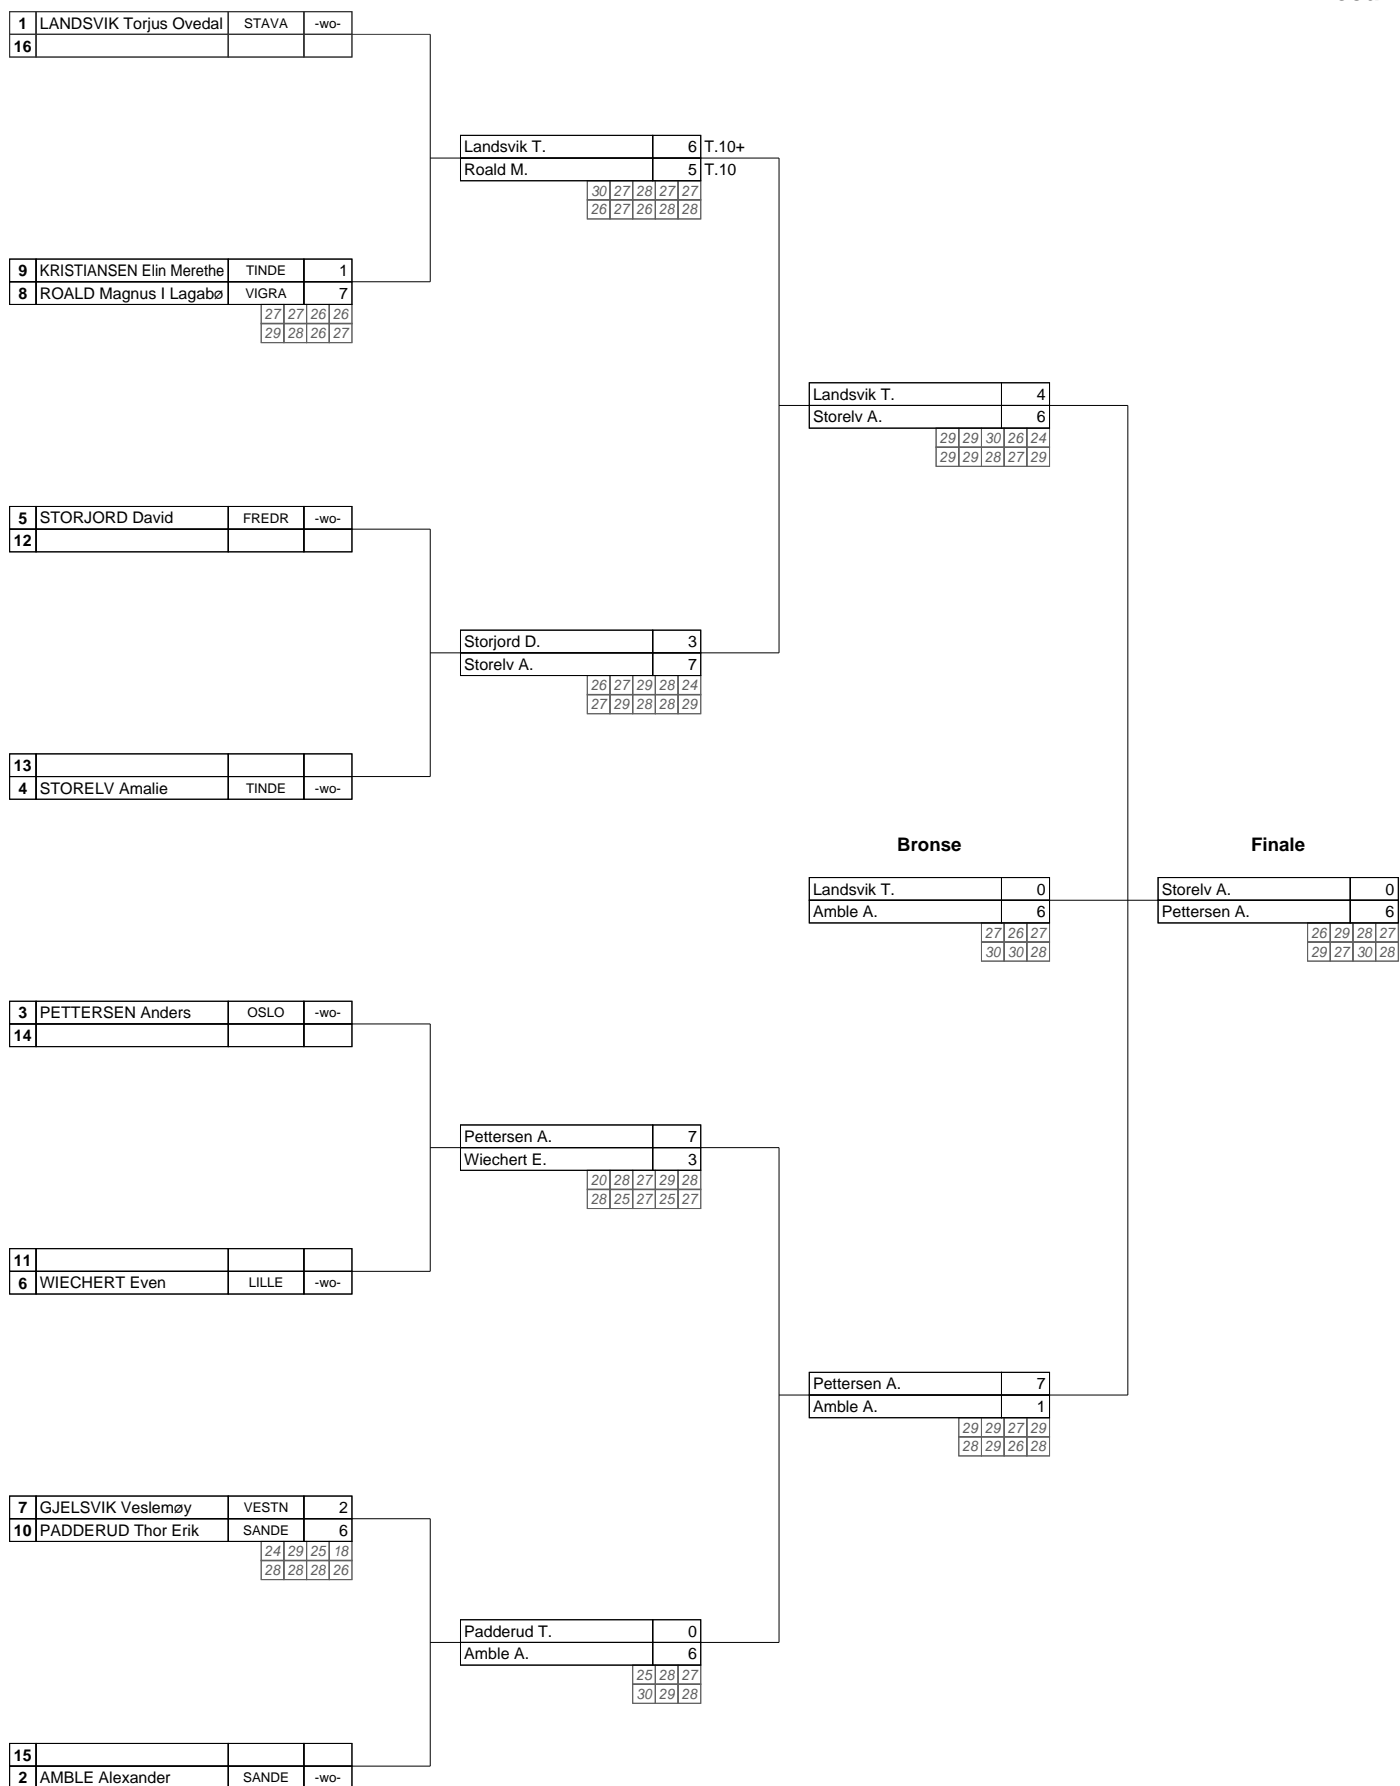 1 LANDSVIK Torjus Ovedal STAVA -wo-
16
Landsvik T. 6 T.10+
Roald M. 5 T.10
30 27 28 27 27
26 27 26 28 28
9 KRISTIANSEN Elin Merethe TINDE 1
8 ROALD Magnus I Lagabø VIGRA 7
27 27 26 26
29 28 26 27
Landsvik T. 4
Storelv A. 6
29 29 30 26 24
29 29 28 27 29
5 STORJORD David FREDR -wo-
12
Storjord D. 3
Storelv A. 7
26 27 29 28 24
27 29 28 28 29
13
4 STORELV Amalie TINDE -wo-
Bronse Finale
Landsvik T. 0 Storelv A. 0
Amble A. 6 Pettersen A. 6
27 26 27 26 29 28 27
30 30 28 29 27 30 28
3 PETTERSEN Anders OSLO -wo-
14
Pettersen A. 7
Wiechert E. 3
20 28 27 29 28
28 25 27 25 27
11
6 WIECHERT Even LILLE -wo-
Pettersen A. 7
Amble A. 1
29 29 27 29
28 29 26 28
7 GJELSVIK Veslemøy VESTN 2
10 PADDERUD Thor Erik SANDE 6
24 29 25 18
28 28 28 26
Padderud T. 0
Amble A. 6
25 28 27
30 29 28
15
2 AMBLE Alexander SANDE -wo-